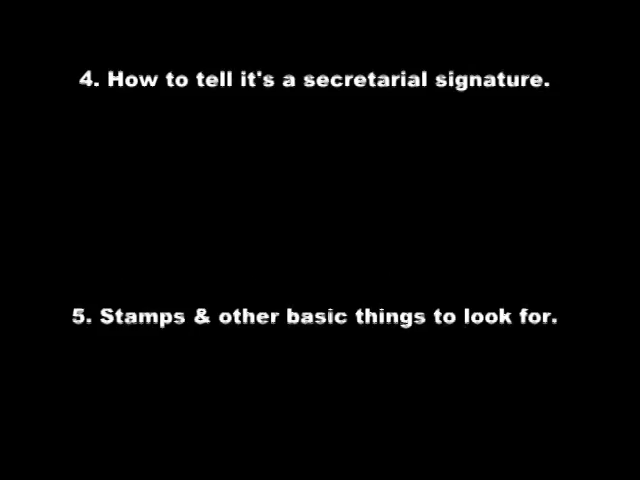 4. How to tell it's a secretarial signature.
5. Stamps & other basic things to look for.